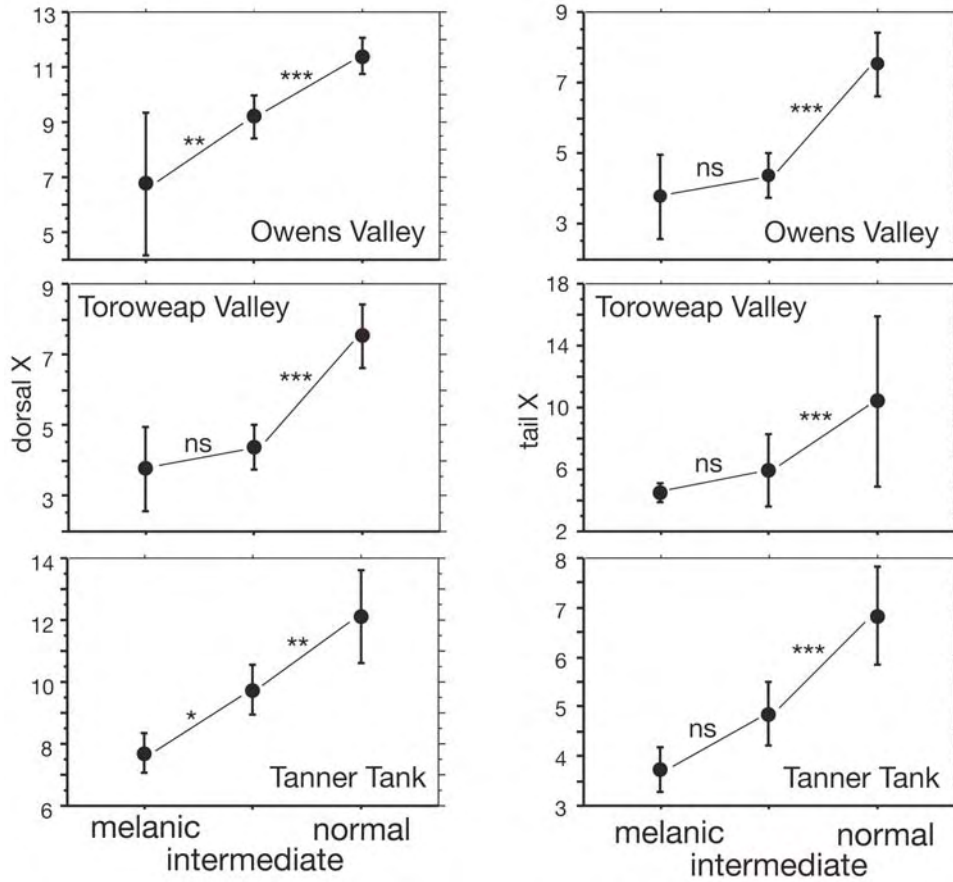 13
11
9
7
5
**
***
Owens Valley
9
7
5
3
ns
***
Owens Valley
dorsal X
9
7
5
3
Toroweap Valley
ns
***
tail X
18
14
10
6
2
Toroweap Valley
ns
***
14
12
10
8
6
*
**
Tanner Tank
melanic
normal
intermediate
8
7
6
5
4
3
ns
***
Tanner Tank
melanic
normal
intermediate